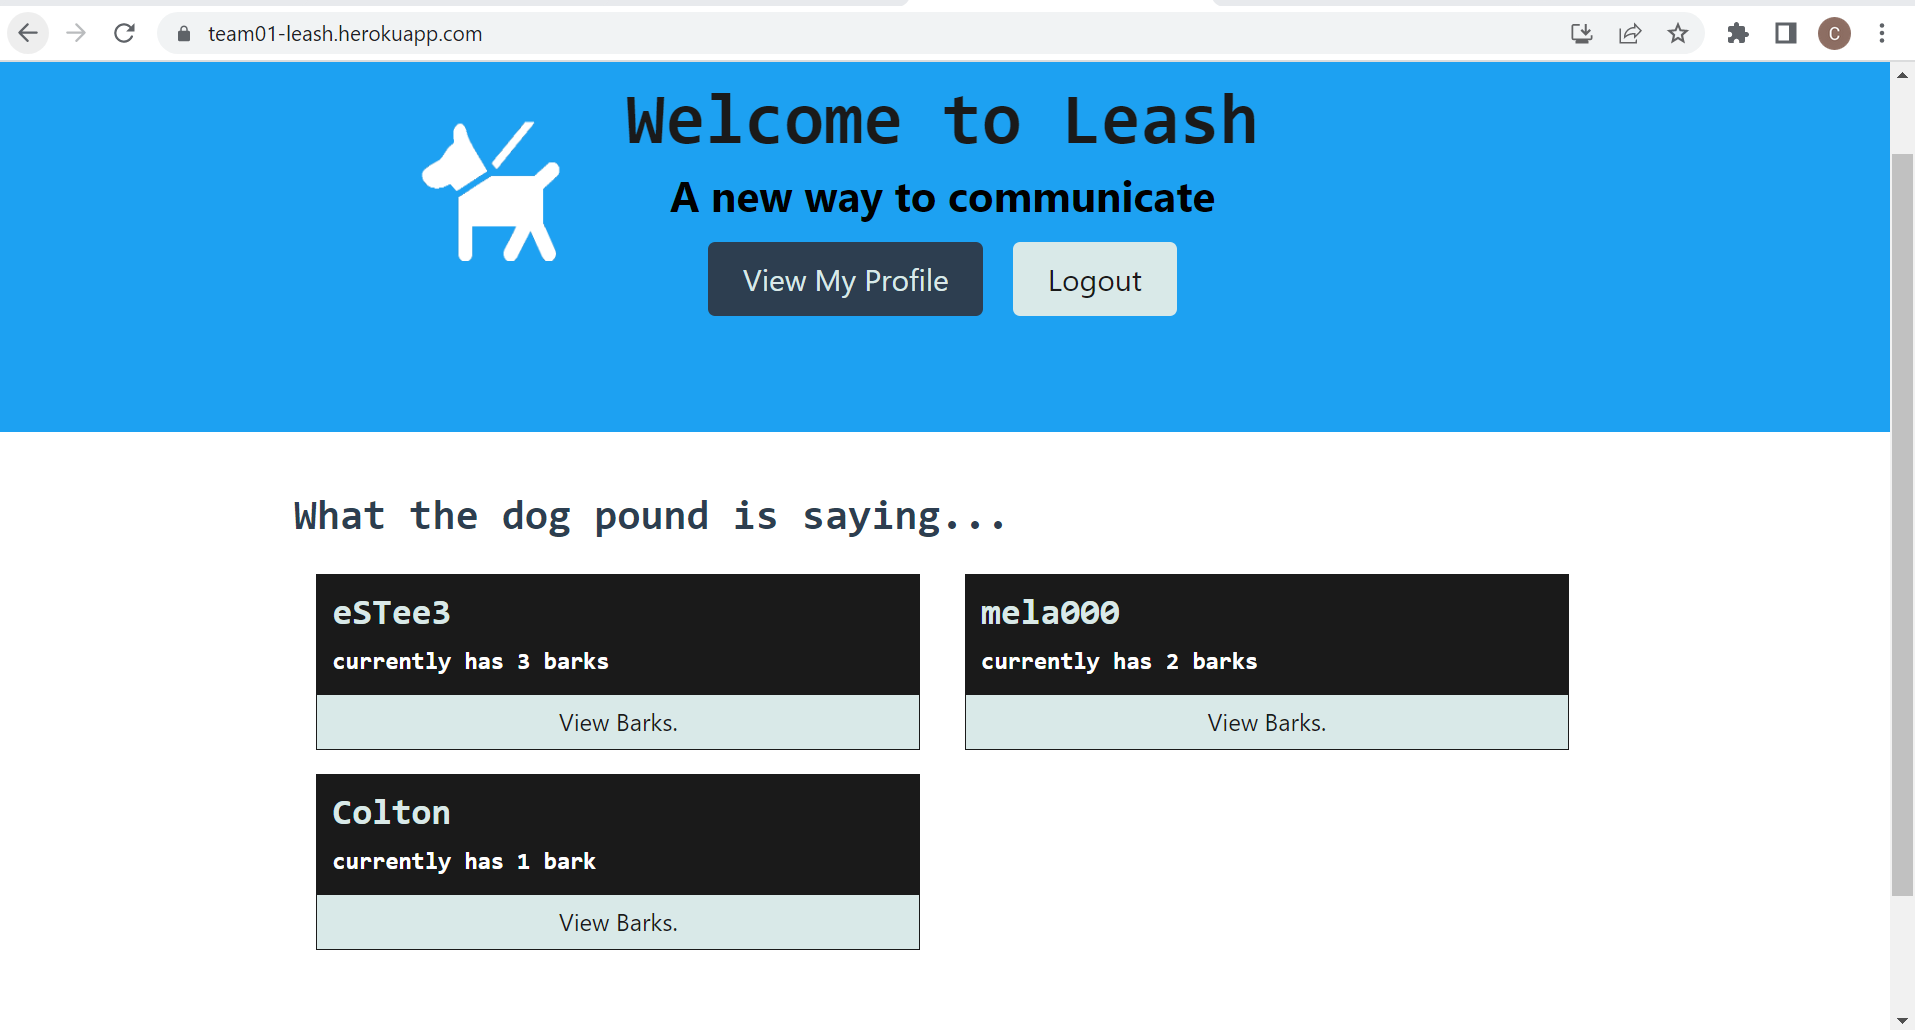 team01-leash.herokuapp.com
C
Welcome to Leash
A new way to communicate
View My Profile
Logout
What the dog pound is saying...
eSTee3
currently has 3 barks
View Barks.
mela000
currently has 2 barks
View Barks.
Colton
currently has 1 bark
View Barks.